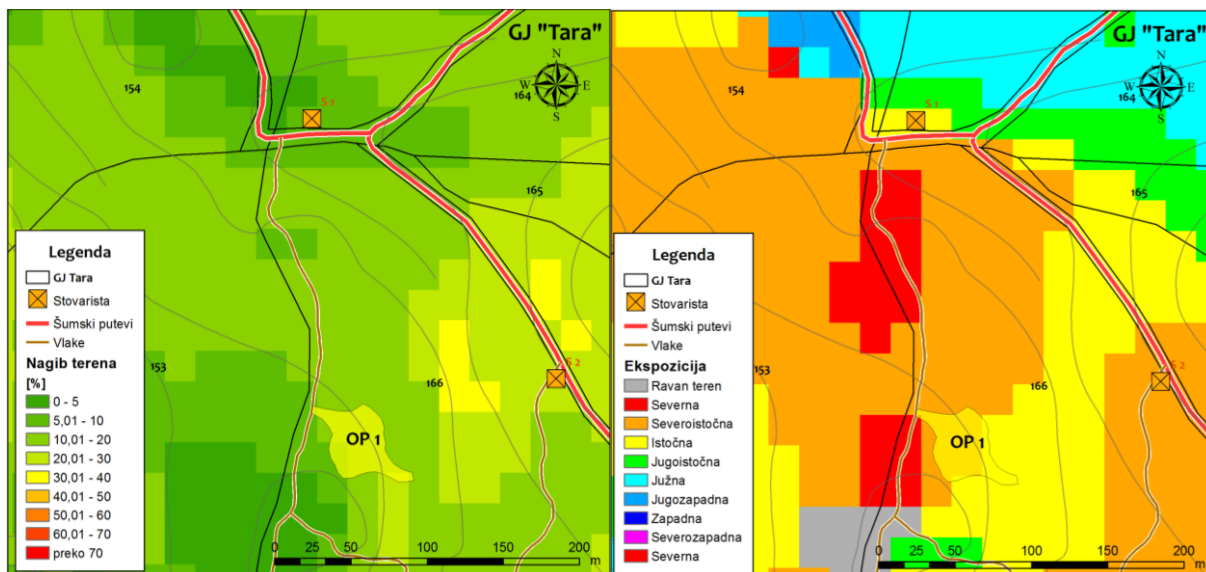 GJ "Tara"
N
W E
S
154
164
S 1
165
Legenda
GJ Tara
Stovarista
Šumski putevi
Vlake
Nagib terena
[%]
0 - 5
5,01 - 10
10,01 - 20
20,01 - 30
30,01 - 40
40,01 - 50
50,01 - 60
60,01 - 70
preko 70
153
166
S 2
OP 1
0 25 50 100 150 200
m
GJ "Tara"
N
W E
S
154
164
S 1
165
Legenda
GJ Tara
Stovarista
Šumski putevi
Vlake
Ekspozicija
Ravan teren
Severna
Severoistočna
Istočna
Jugoistočna
Južna
Jugozapadna
Zapadna
Severozapadna
Severna
153
166
S 2
OP 1
0 25 50 100 150 200
m